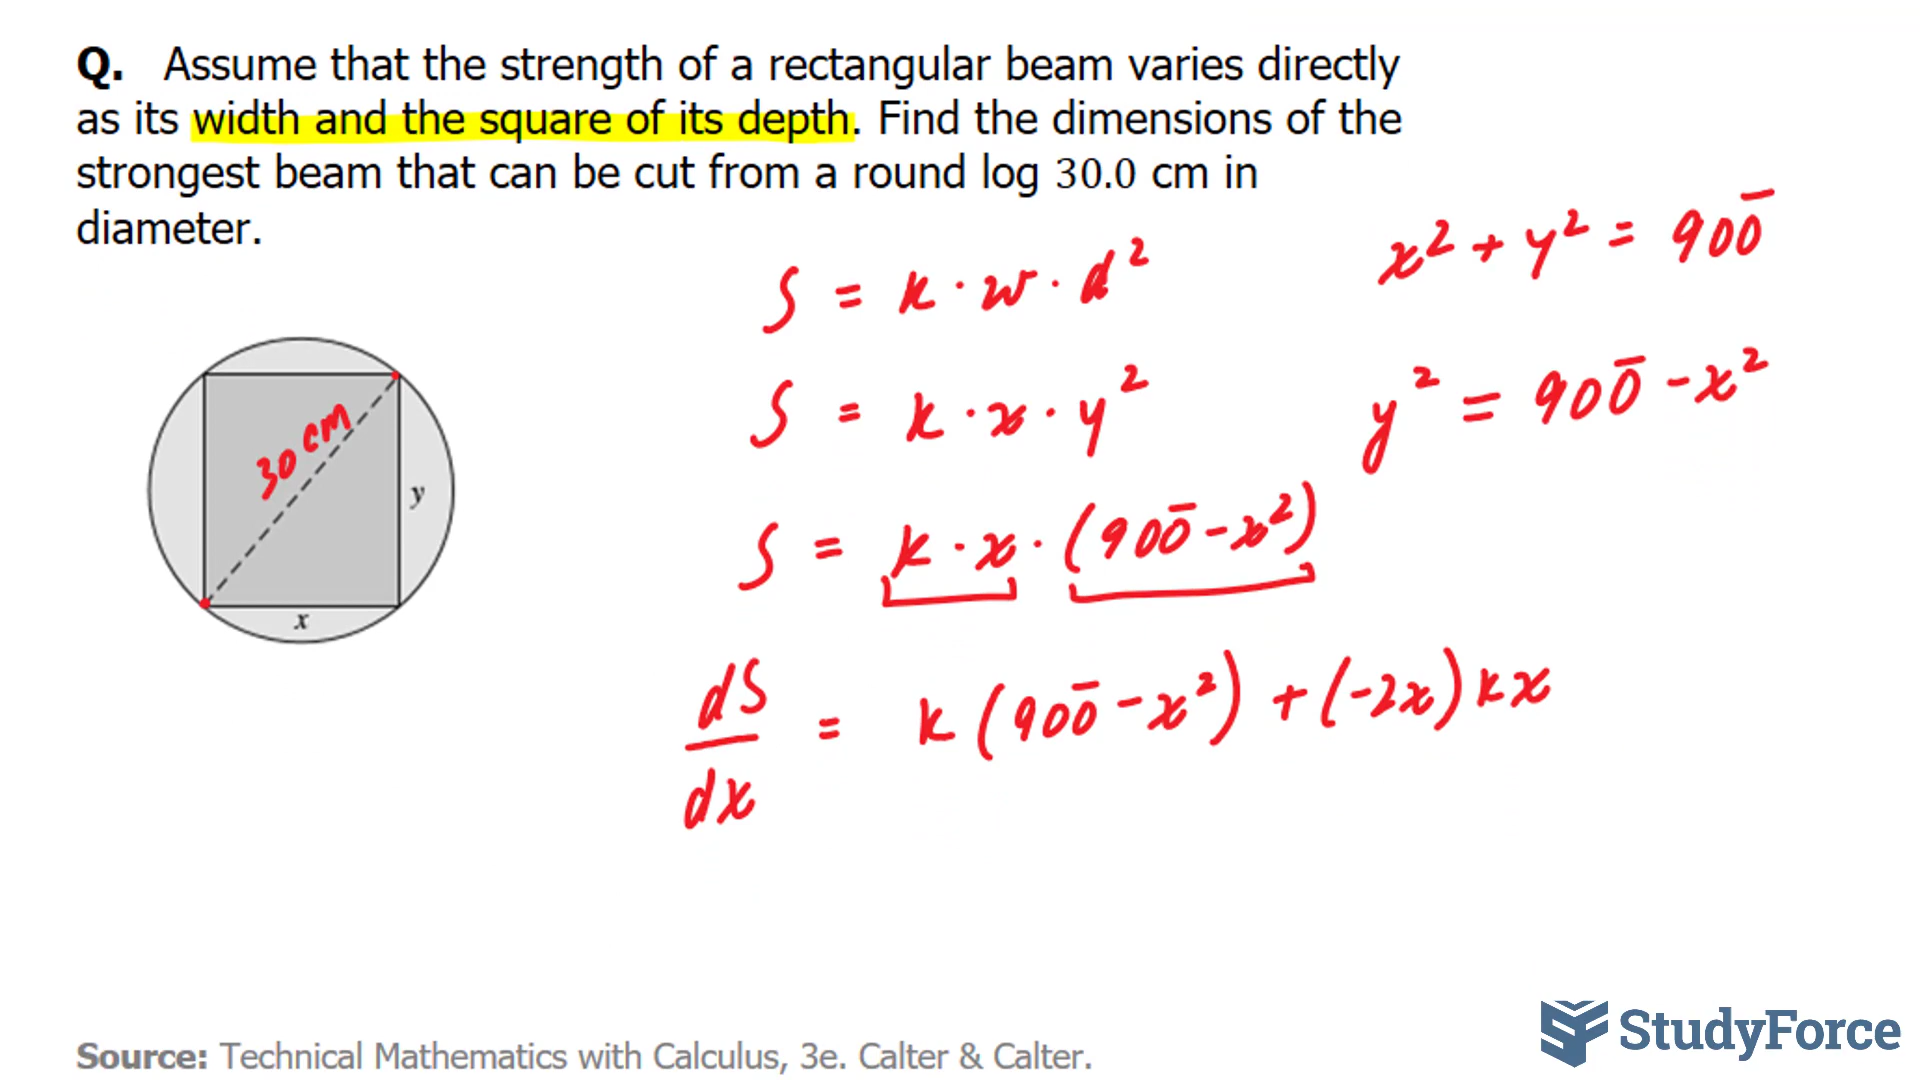 Q. Assume that the strength of a rectangular beam varies directly
as its width and the square of its depth. Find the dimensions of the
strongest beam that can be cut from a round log 30.0 cm in
diameter.
S = k · w · d²
x² + y² = 900̅
S = k · x · y²
y² = 900̅ - x²
30 cm
y
x
S = k · x · (900̅ - x²)
dS/dx = k(900̅ - x²) + (-2x)kx
Source: Technical Mathematics with Calculus, 3e. Calter & Calter.
StudyForce